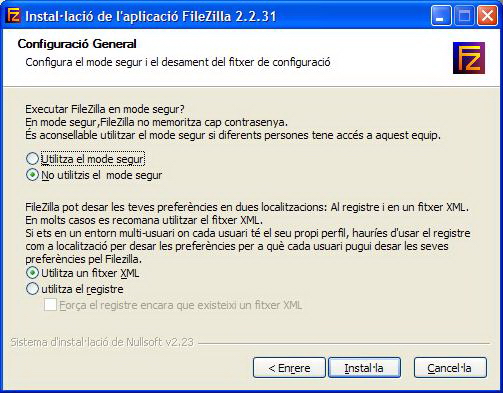 Instal·lació de l'aplicació FileZilla 2.2.31
Configuració General
Configura el mode segur i el desament del fitxer de configuració
FZ
Executar FileZilla en mode segur?
En mode segur,FileZilla no memoritza cap contrasenya.
És aconsellable utilitzar el mode segur si diferents persones tene accés a aquest equip.
Utilitza el mode segur
No utilitzis el mode segur
FileZilla pot desar les teves preferències en dues localitzacions: Al registre i en un fitxer XML.
En molts casos es recomana utilitzar el fitxer XML.
Si ets en un entorn multi-usuari on cada usuari té el seu propi perfil, hauríes d'usar el registre
com a localització per desar les preferències per a què cada usuari pugui desar les seves
preferències pel Filezilla.
Utilitza un fitxer XML
utilitza el registre
Força el registre encara que existeixi un fitxer XML
Sistema d'instal·lació de Nullsoft v2.23
< Enrere
Instal·la
Cancel·la